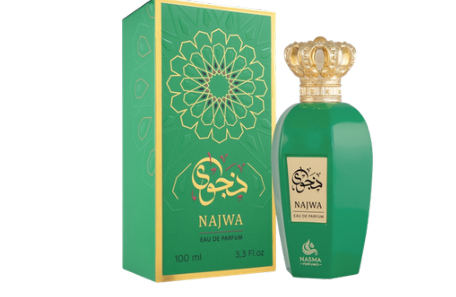 نجوى
NAJWA
EAU DE PARFUM
100 ml 3,3 Fl.oz
نجوى
NAJWA
EAU DE PARFUM
NASMA